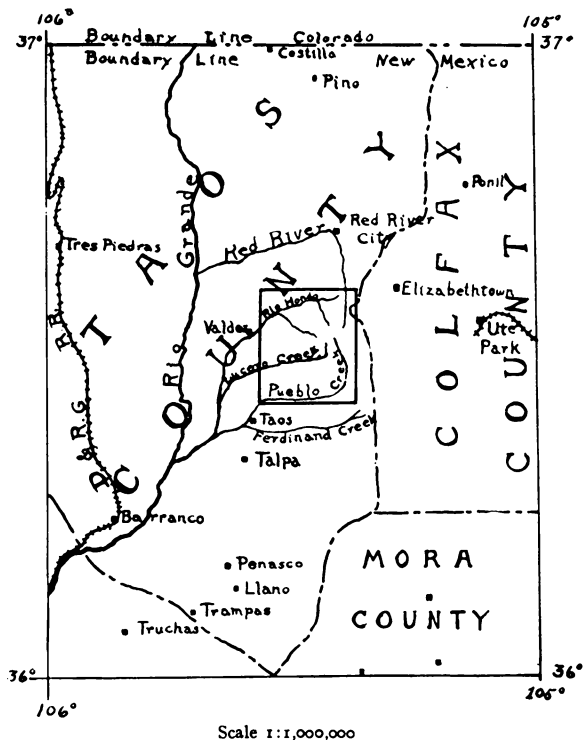 106°
105°
37°
Boundary Line Colorado
37°
Boundary Line
Costilla
New Mexico
Pino
TAOS COUNTY
COLFAX COUNTY
Ponil
Rio Grande
Red River
Red River City
Tres Piedras
Elizabethtown
Rio Hondo
Valdez
Ute Park
Lucero Creek
Pueblo Creek
D. & R.G. R.R.
Taos
Ferdinand Creek
Talpa
Barranco
Penasco
Llano
Trampas
Truchas
MORA COUNTY
36°
36°
106°
105°
Scale 1:1,000,000